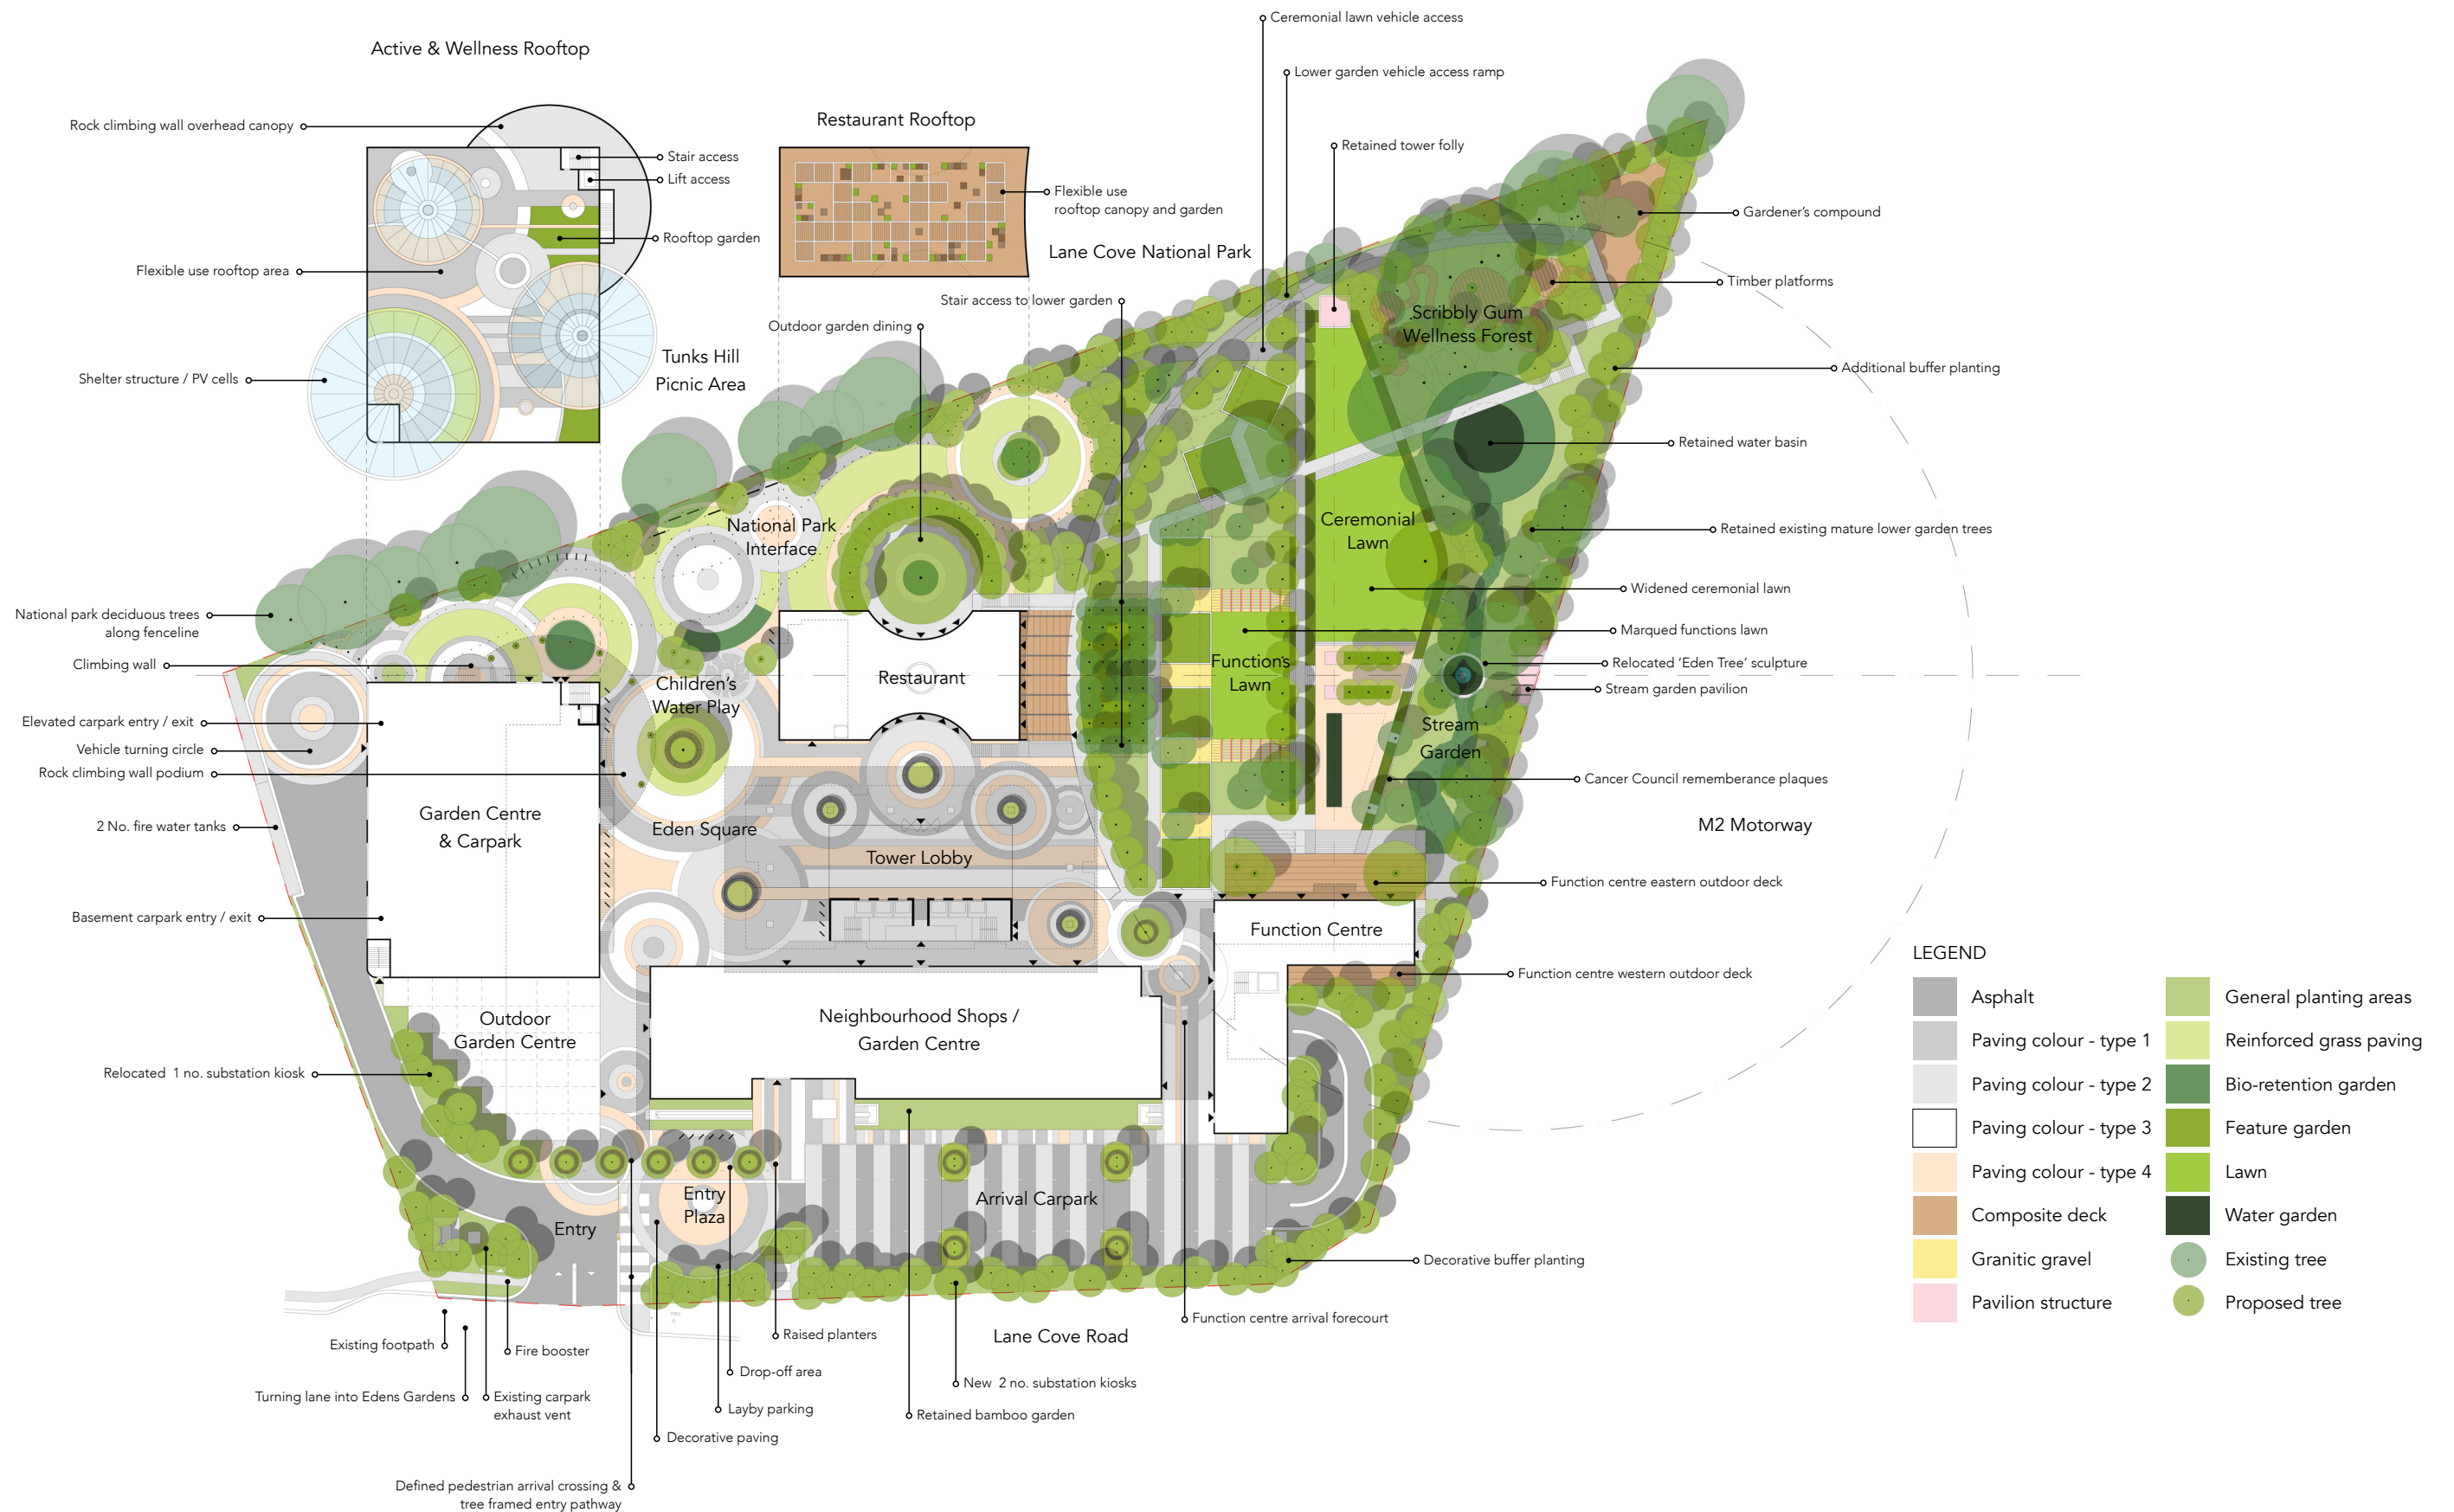 Ceremonial lawn vehicle access
Active & Wellness Rooftop
Lower garden vehicle access ramp
Rock climbing wall overhead canopy
Restaurant Rooftop
Retained tower folly
Stair access
Lift access
Flexible use
rooftop canopy and garden
Gardener's compound
Rooftop garden
Lane Cove National Park
Flexible use rooftop area
Timber platforms
Stair access to lower garden
Scribbly Gum
Wellness Forest
Outdoor garden dining
Tunks Hill
Picnic Area
Shelter structure / PV cells
Additional buffer planting
Retained water basin
National Park
Interface
Ceremonial
Lawn
Retained existing mature lower garden trees
Widened ceremonial lawn
National park deciduous trees
along fenceline
Marqued functions lawn
Climbing wall
Functions
Lawn
Relocated ‘Eden Tree’ sculpture
Restaurant
Children's
Water Play
Stream garden pavilion
Elevated carpark entry / exit
Stream
Garden
Vehicle turning circle
Rock climbing wall podium
Cancer Council rememberance plaques
Garden Centre
& Carpark
2 No. fire water tanks
Eden Square
M2 Motorway
Tower Lobby
Function centre eastern outdoor deck
Basement carpark entry / exit
Function Centre
LEGEND
Function centre western outdoor deck
Asphalt
General planting areas
Outdoor
Garden Centre
Neighbourhood Shops /
Garden Centre
Paving colour - type 1
Reinforced grass paving
Relocated 1 no. substation kiosk
Paving colour - type 2
Bio-retention garden
Paving colour - type 3
Feature garden
Paving colour - type 4
Lawn
Entry
Plaza
Arrival Carpark
Entry
Composite deck
Water garden
Decorative buffer planting
Granitic gravel
Existing tree
Pavilion structure
Proposed tree
Function centre arrival forecourt
Raised planters
Lane Cove Road
Existing footpath
Fire booster
Drop-off area
New 2 no. substation kiosks
Turning lane into Edens Gardens
Existing carpark
exhaust vent
Layby parking
Retained bamboo garden
Decorative paving
Defined pedestrian arrival crossing &
tree framed entry pathway